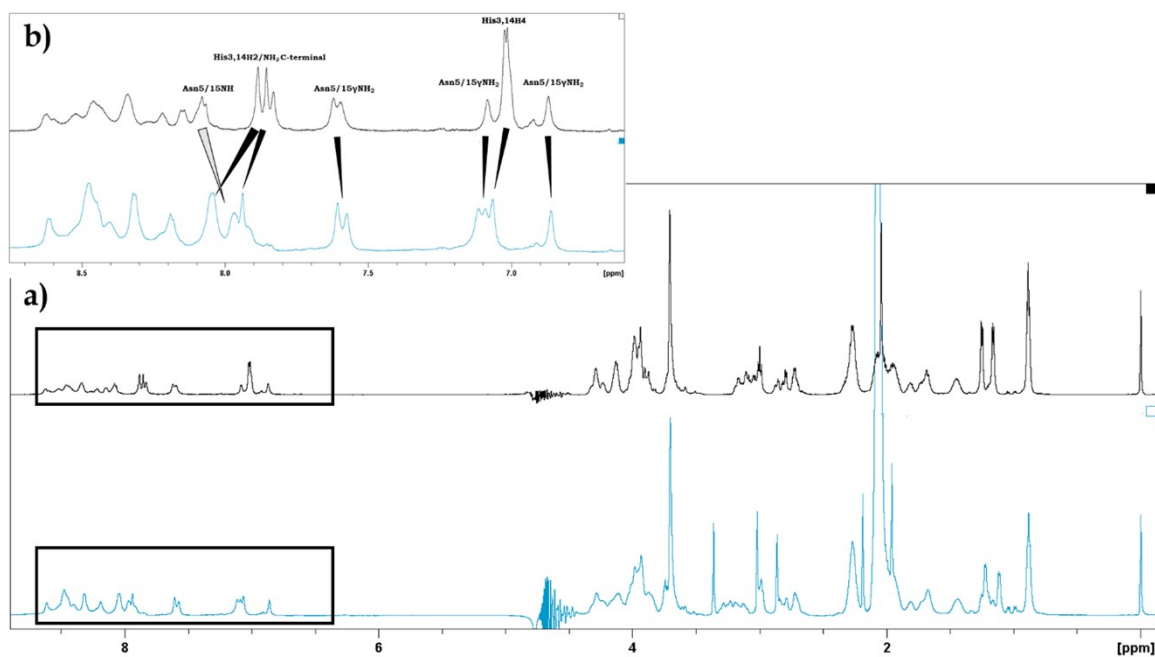 b)
His3,14H4
His3,14H2/NH₂C-terminal
Asn5/15NH
Asn5/15γNH₂
Asn5/15γNH₂
Asn5/15γNH₂
8.5 8.0 7.5 7.0 [ppm]
a)
8 6 4 2 [ppm]